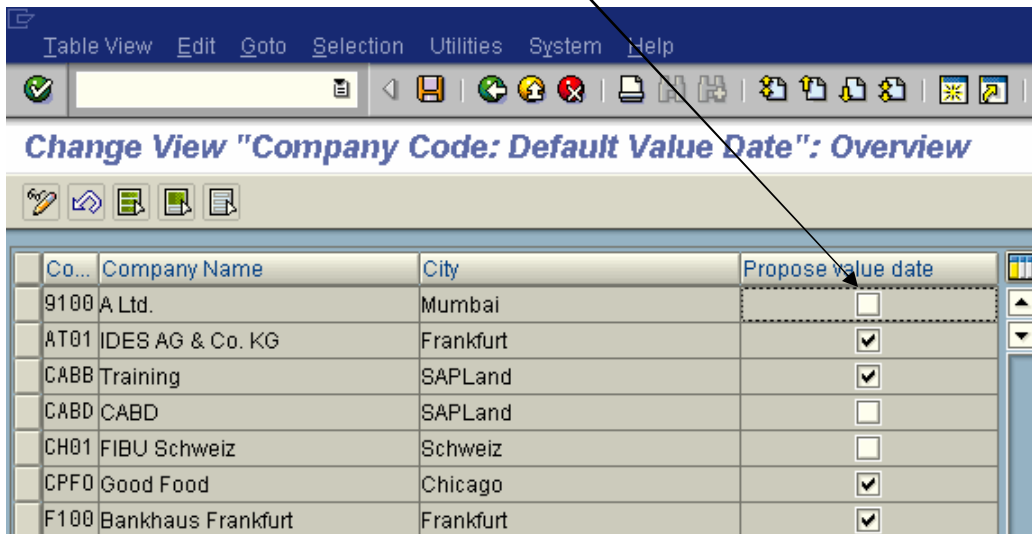 Table View Edit Goto Selection Utilities System Help
Change View "Company Code: Default Value Date": Overview
Co... Company Name City Propose value date
9100 A Ltd. Mumbai
AT01 IDES AG & Co. KG Frankfurt
CABB Training SAPLand
CABD CABD SAPLand
CH01 FIBU Schweiz Schweiz
CPF0 Good Food Chicago
F100 Bankhaus Frankfurt Frankfurt